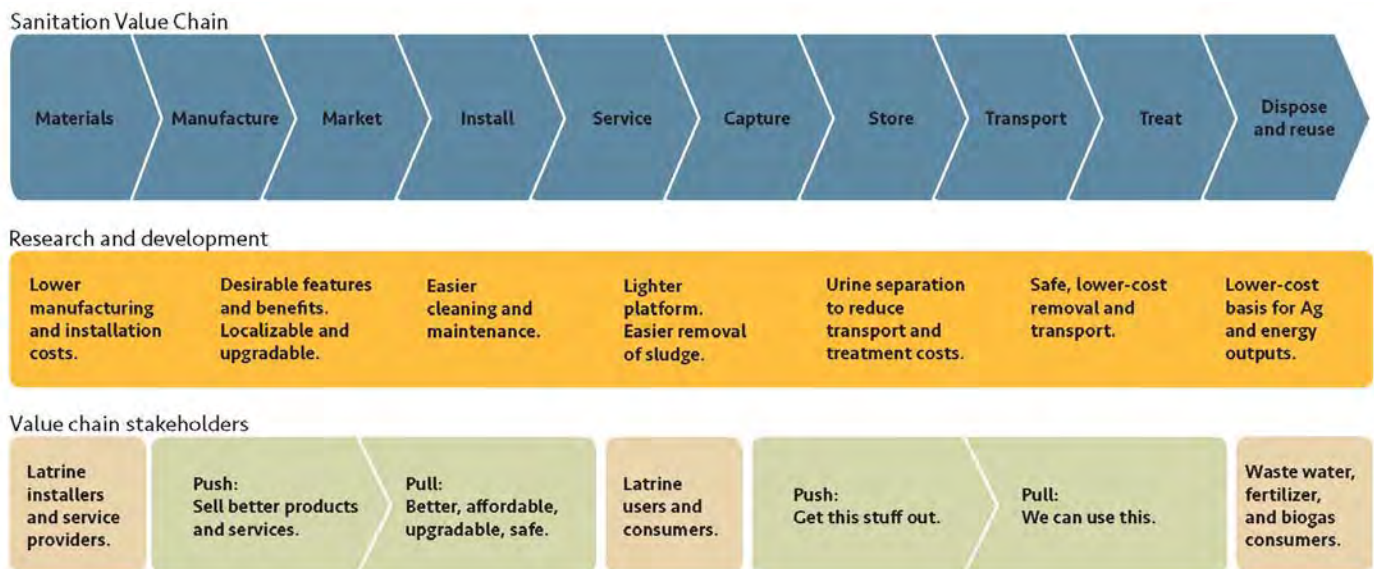 Sanitation Value Chain
Materials
Manufacture
Market
Install
Service
Capture
Store
Transport
Treat
Dispose
and reuse
Research and development
Lower
manufacturing
and installation
costs.
Desirable features
and benefits.
Localizable and
upgradable.
Easier
cleaning and
maintenance.
Lighter
platform.
Easier removal
of sludge.
Urine separation
to reduce
transport and
treatment costs.
Safe, lower-cost
removal and
transport.
Lower-cost
basis for Ag
and energy
outputs.
Value chain stakeholders
Latrine
installers
and service
providers.
Push:
Sell better products
and services.
Pull:
Better, affordable,
upgradable, safe.
Latrine
users and
consumers.
Push:
Get this stuff out.
Pull:
We can use this.
Waste water,
fertilizer,
and biogas
consumers.